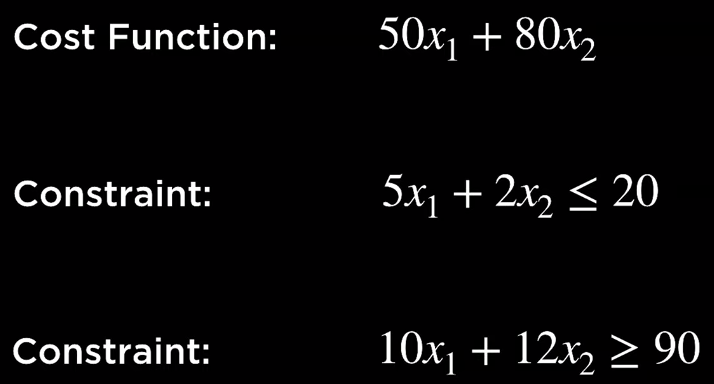 Cost Function: 50x₁ + 80x₂
Constraint: 5x₁ + 2x₂ ≤ 20
Constraint: 10x₁ + 12x₂ ≥ 90